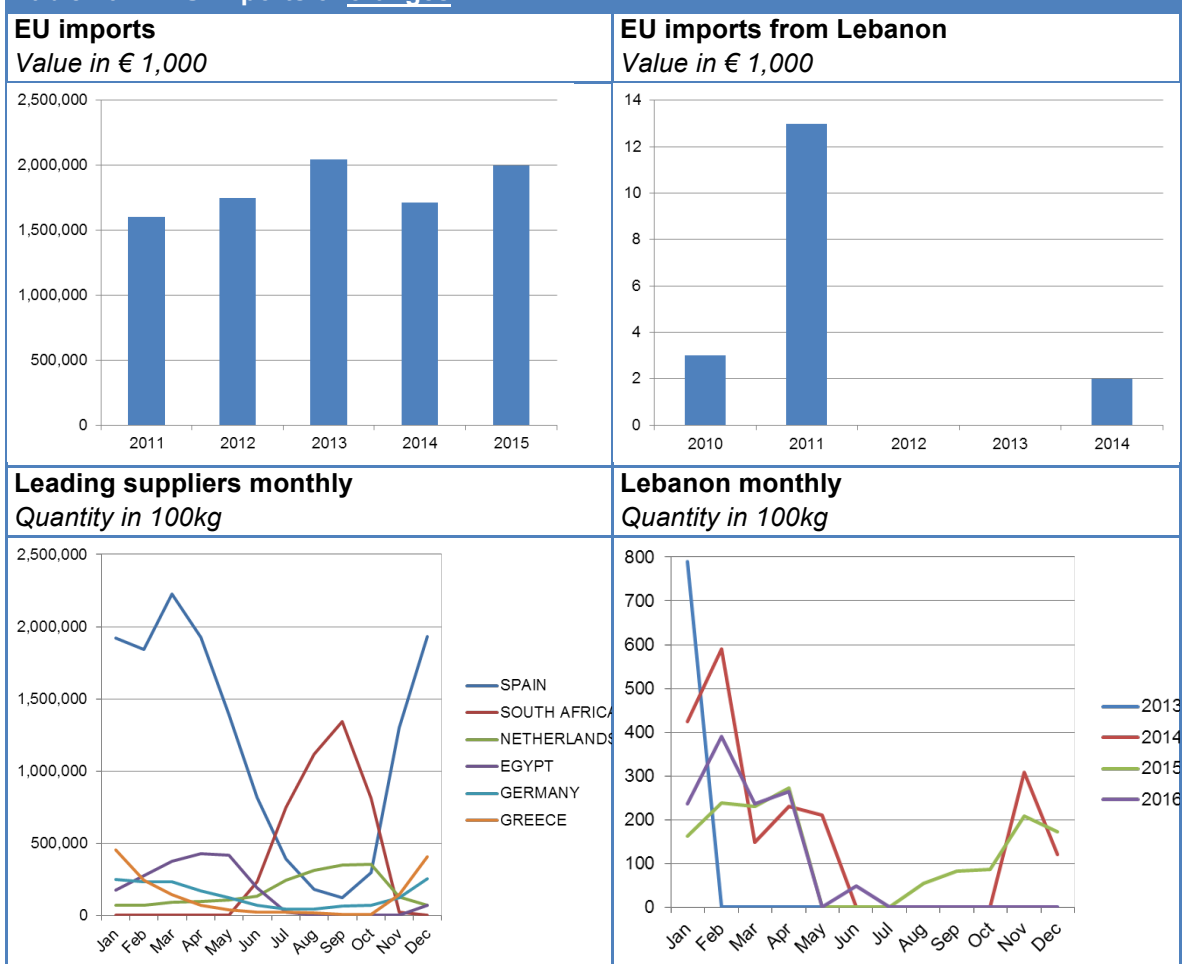 EU imports
Value in € 1,000
2,500,000
2,000,000
1,500,000
1,000,000
500,000
0
2011 2012 2013 2014 2015
EU imports from Lebanon
Value in € 1,000
14
12
10
8
6
4
2
0
2010 2011 2012 2013 2014
Leading suppliers monthly
Quantity in 100kg
2,500,000
2,000,000
1,500,000
1,000,000
500,000
0
Jan Feb Mar Apr May Jun Jul Aug Sep Oct Nov Dec
SPAIN
SOUTH AFRICA
NETHERLANDS
EGYPT
GERMANY
GREECE
Lebanon monthly
Quantity in 100kg
800
700
600
500
400
300
200
100
0
Jan Feb Mar Apr May Jun Jul Aug Sep Oct Nov Dec
2013
2014
2015
2016